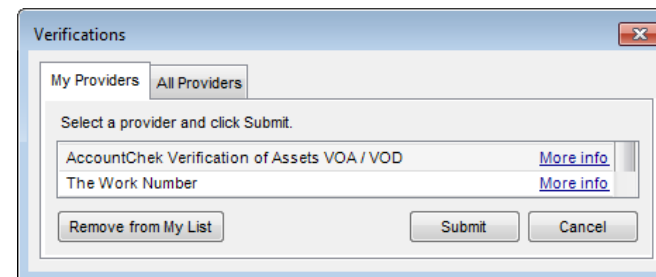 Verifications
My Providers All Providers
Select a provider and click Submit.
AccountChek Verification of Assets VOA / VOD More info
The Work Number More info
Remove from My List Submit Cancel